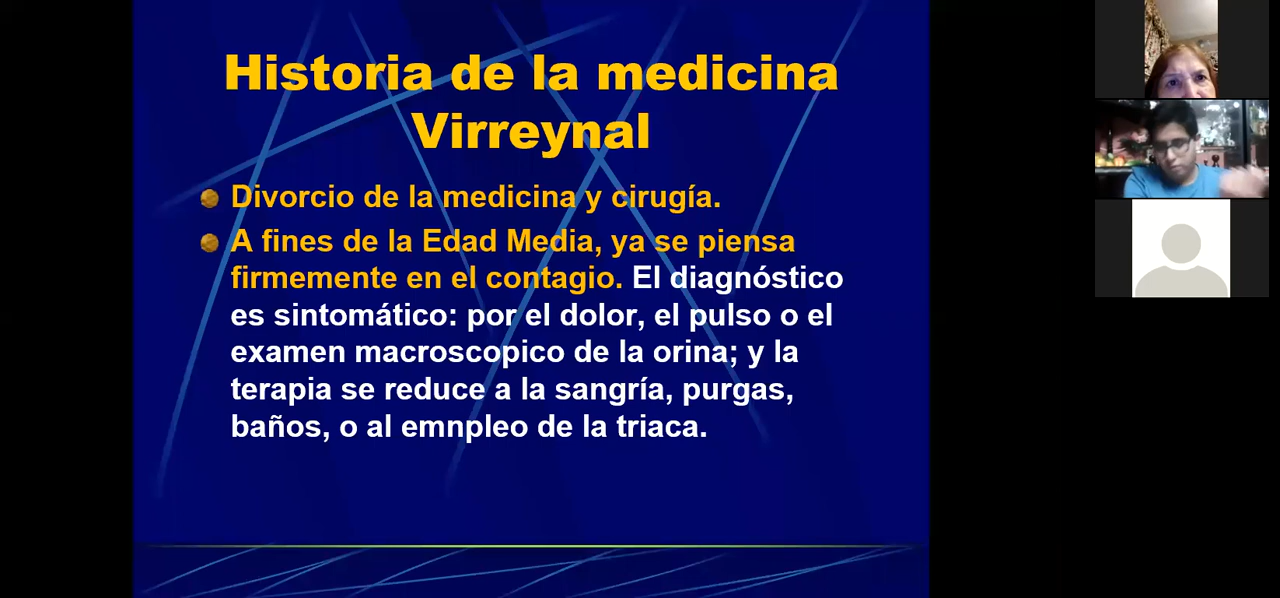 Historia de la medicina
Virreynal
Divorcio de la medicina y cirugía.
A fines de la Edad Media, ya se piensa
firmemente en el contagio. El diagnóstico
es sintomático: por el dolor, el pulso o el
examen macroscopico de la orina; y la
terapia se reduce a la sangría, purgas,
baños, o al emnpleo de la triaca.